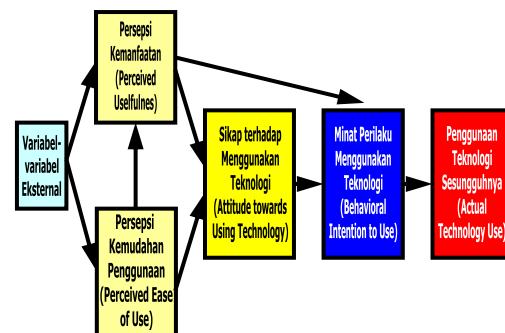 Persepsi
Kemanfaatan
(Perceived
Uselfulnes)
Variabel-
variabel
Eksternal
Persepsi
Kemudahan
Penggunaan
(Perceived Ease
of Use)
Sikap terhadap
Menggunakan
Teknologi
(Attitude towards
Using Technology)
Minat Perilaku
Menggunakan
Teknologi
(Behavioral
Intention to Use)
Penggunaan
Teknologi
Sesungguhnya
(Actual
Technology Use)